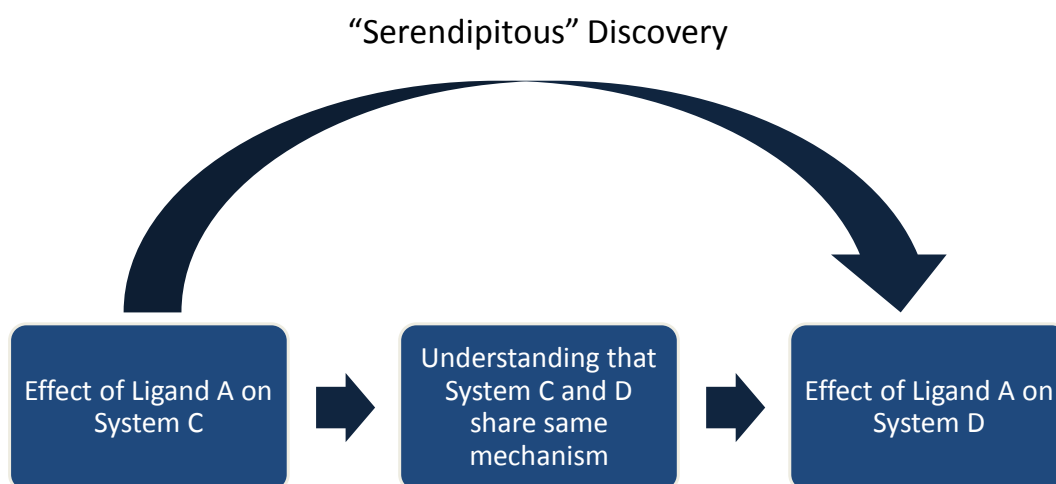 “Serendipitous” Discovery
Effect of Ligand A on
System C
Understanding that
System C and D
share same
mechanism
Effect of Ligand A on
System D